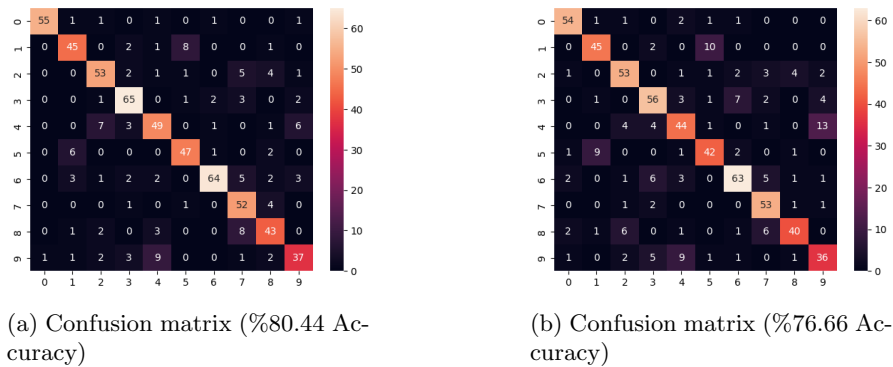 0 55 1 1 0 1 0 1 0 0 0
1 0 45 0 2 1 8 0 0 1 0
2 0 0 53 2 1 1 0 5 4 1
3 0 0 1 65 0 1 2 3 0 2
4 0 0 7 3 49 0 0 0 1 6
5 0 6 0 0 1 47 0 1 1 0
6 0 3 1 2 2 0 64 5 2 3
7 0 0 0 1 0 1 0 52 4 0
8 0 1 2 0 3 0 0 8 43 0
9 1 1 2 3 9 0 0 1 2 37
0 1 2 3 4 5 6 7 8 9
60
50
40
30
20
10
0
(a) Confusion matrix (%80.44 Ac-
curacy)
0 54 1 1 0 2 1 1 0 0 0
1 0 45 0 2 0 10 0 0 0 0
2 1 0 53 0 1 1 2 3 4 2
3 0 1 0 56 3 1 7 2 0 4
4 0 0 4 4 44 1 0 1 0 13
5 1 9 0 0 1 42 2 0 1 0
6 2 0 1 6 3 0 63 5 1 1
7 0 0 1 2 0 0 0 53 1 1
8 2 1 6 0 1 0 1 6 40 0
9 1 0 2 5 9 1 1 1 0 36
0 1 2 3 4 5 6 7 8 9
60
50
40
30
20
10
0
(b) Confusion matrix (%76.66 Ac-
curacy)